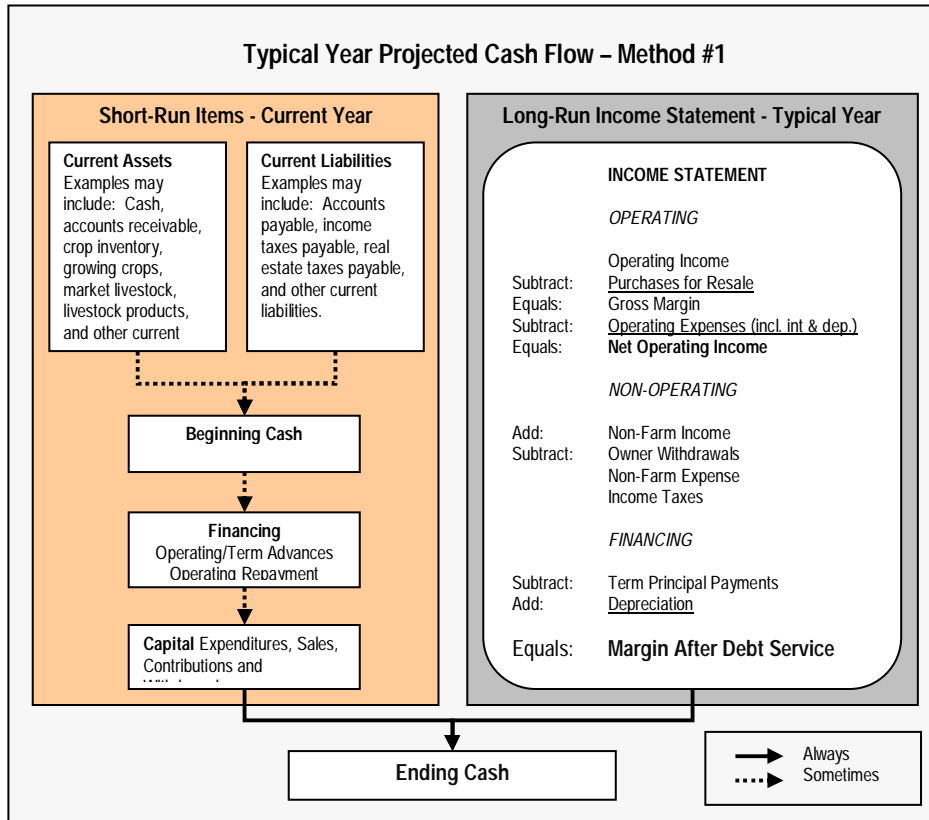 Typical Year Projected Cash Flow – Method #1
Short-Run Items - Current Year
Current Assets
Examples may
include: Cash,
accounts receivable,
crop inventory,
growing crops,
market livestock,
livestock products,
and other current
Current Liabilities
Examples may
include: Accounts
payable, income
taxes payable, real
estate taxes payable,
and other current
liabilities.
Beginning Cash
Financing
Operating/Term Advances
Operating Repayment
Capital Expenditures, Sales,
Contributions and
Long-Run Income Statement - Typical Year
INCOME STATEMENT
OPERATING
Operating Income
Subtract: Purchases for Resale
Equals: Gross Margin
Subtract: Operating Expenses (incl. int & dep.)
Equals: Net Operating Income
NON-OPERATING
Add: Non-Farm Income
Subtract: Owner Withdrawals
Non-Farm Expense
Income Taxes
FINANCING
Subtract: Term Principal Payments
Add: Depreciation
Equals: Margin After Debt Service
Ending Cash
Always
Sometimes